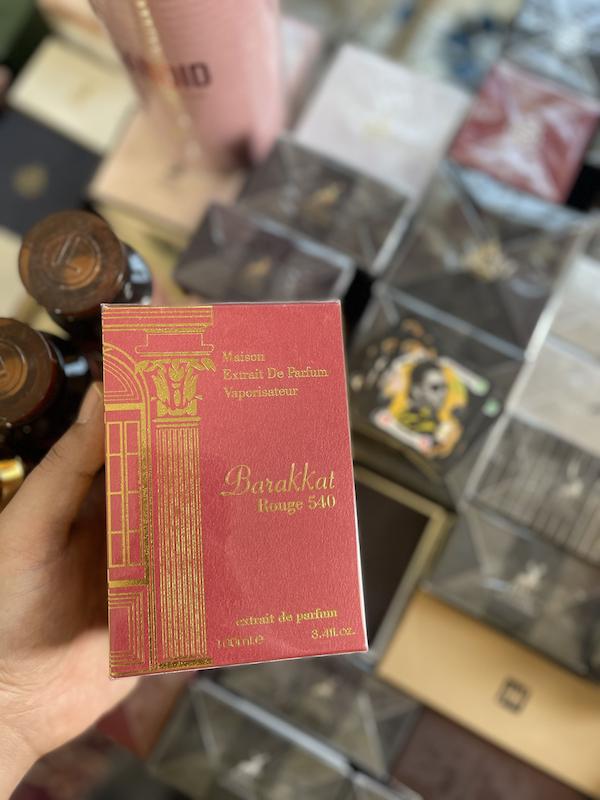 Maison
Extrait De Parfum
Vaporisateur
Barakkat
Rouge 540
extrait de parfum
100ml.e 3.4fl.oz.